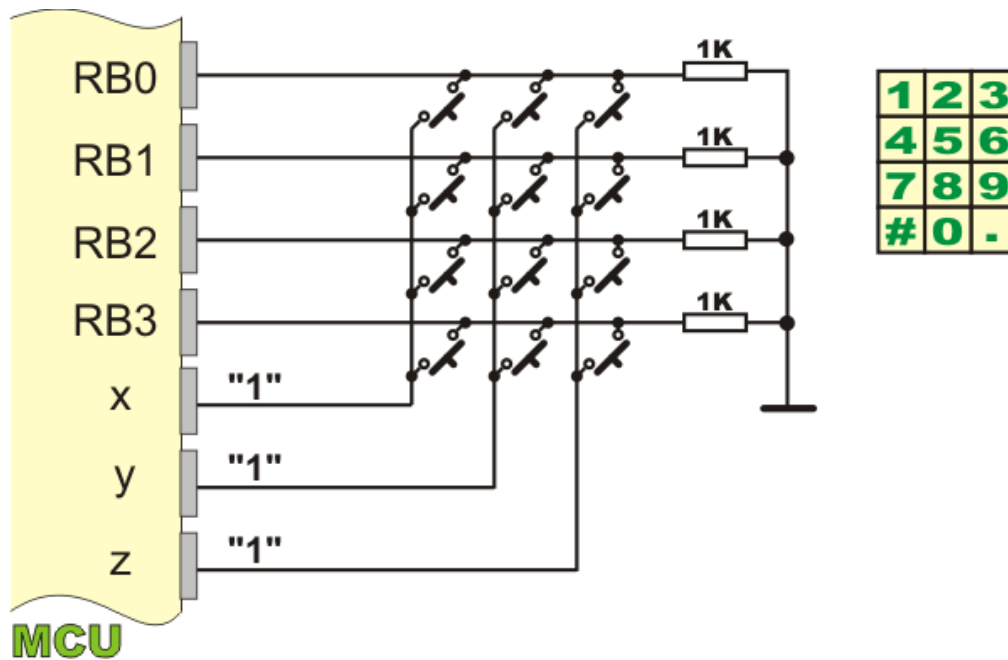 1K
RB0
1K
RB1
1K
RB2
1K
RB3
x "1"
y "1"
z "1"
MCU
1 2 3
4 5 6
7 8 9
# 0 -